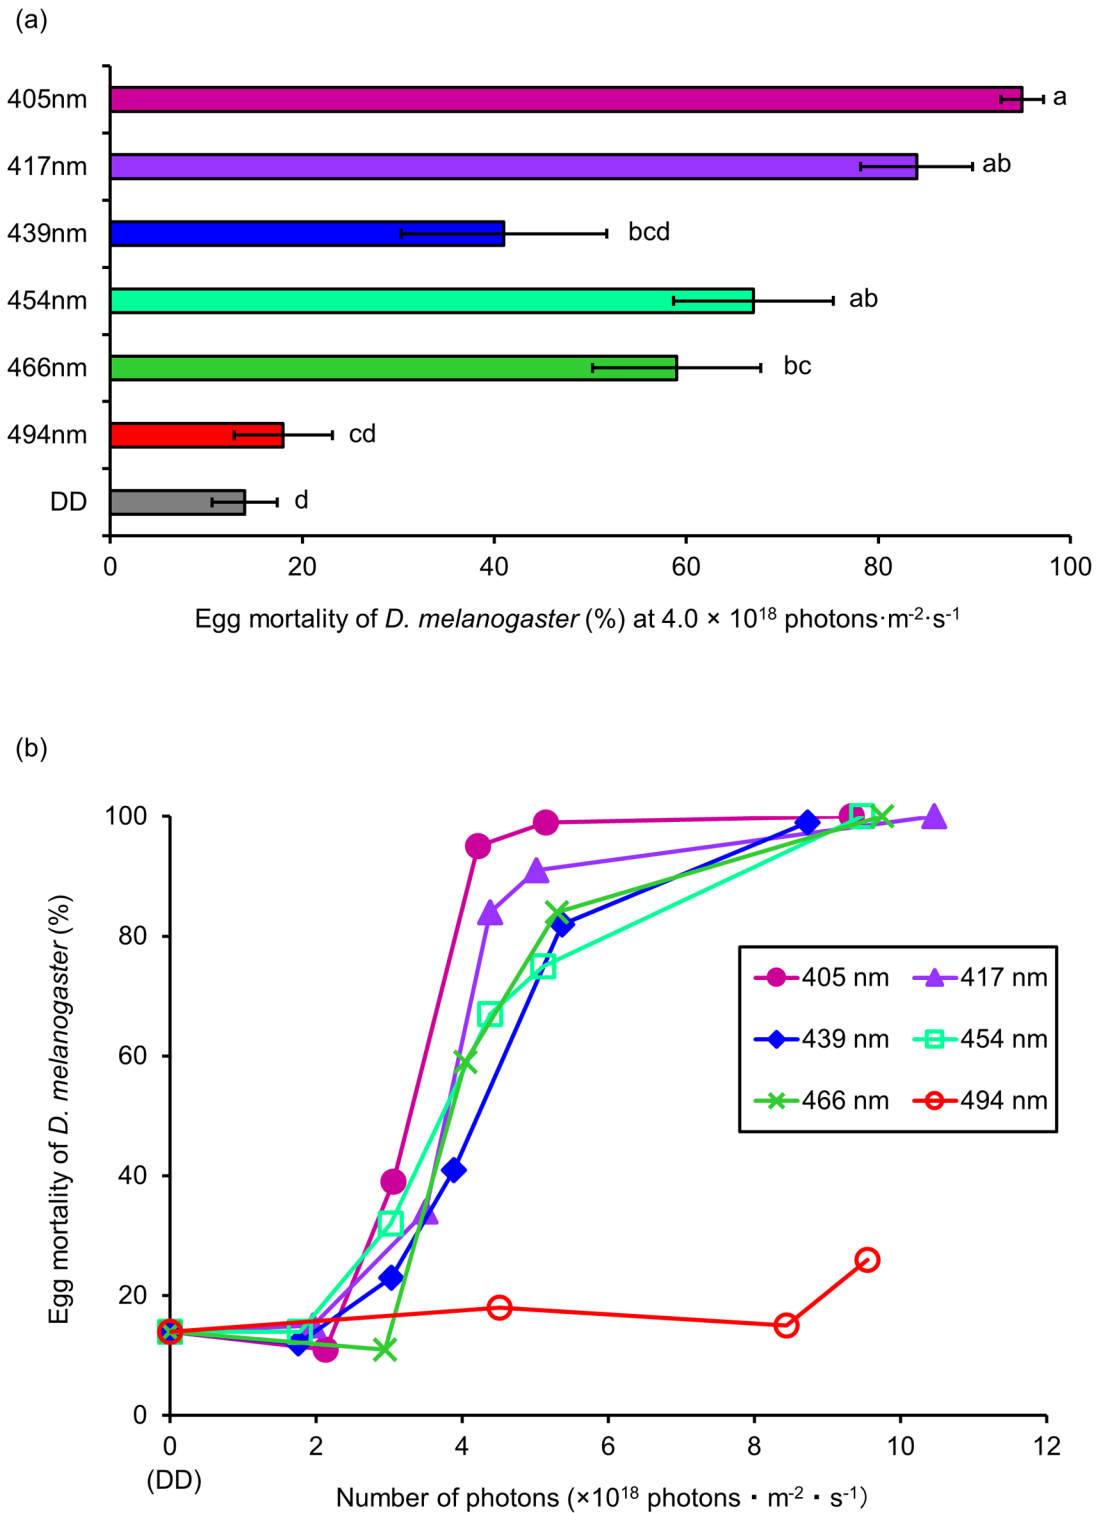 (a)
405nm
a
417nm
ab
439nm
bcd
454nm
ab
466nm
bc
494nm
cd
DD
d
0 20 40 60 80 100
Egg mortality of D. melanogaster (%) at 4.0 × 10¹⁸ photons·m⁻²·s⁻¹
(b)
100
80
60
40
20
0
Egg mortality of D. melanogaster (%)
405 nm 417 nm
439 nm 454 nm
466 nm 494 nm
0 2 4 6 8 10 12
(DD)
Number of photons (×10¹⁸ photons・m⁻²・s⁻¹)